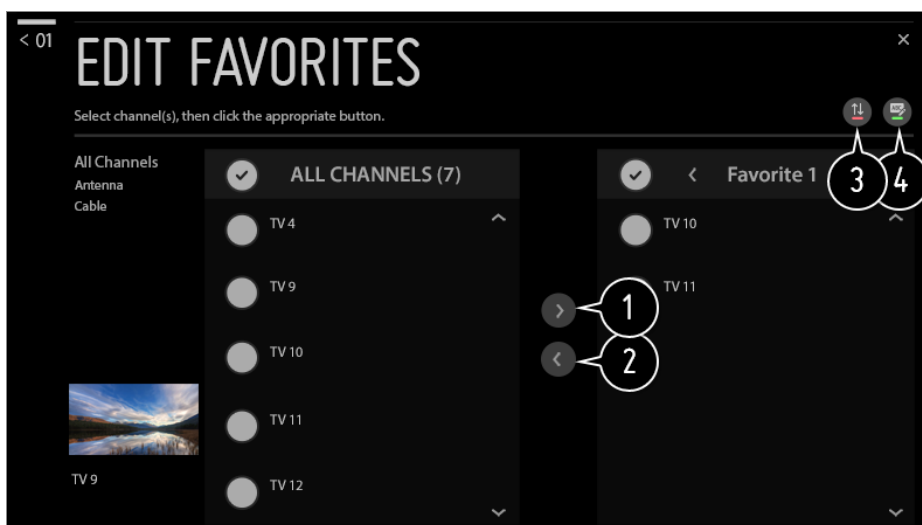 < 01
EDIT FAVORITES
Select channel(s), then click the appropriate button.
All Channels
Antenna
Cable
TV 9
ALL CHANNELS (7)
TV 4
TV 9
TV 10
TV 11
TV 12
1
2
Favorite 1
3
4
TV 10
TV 11